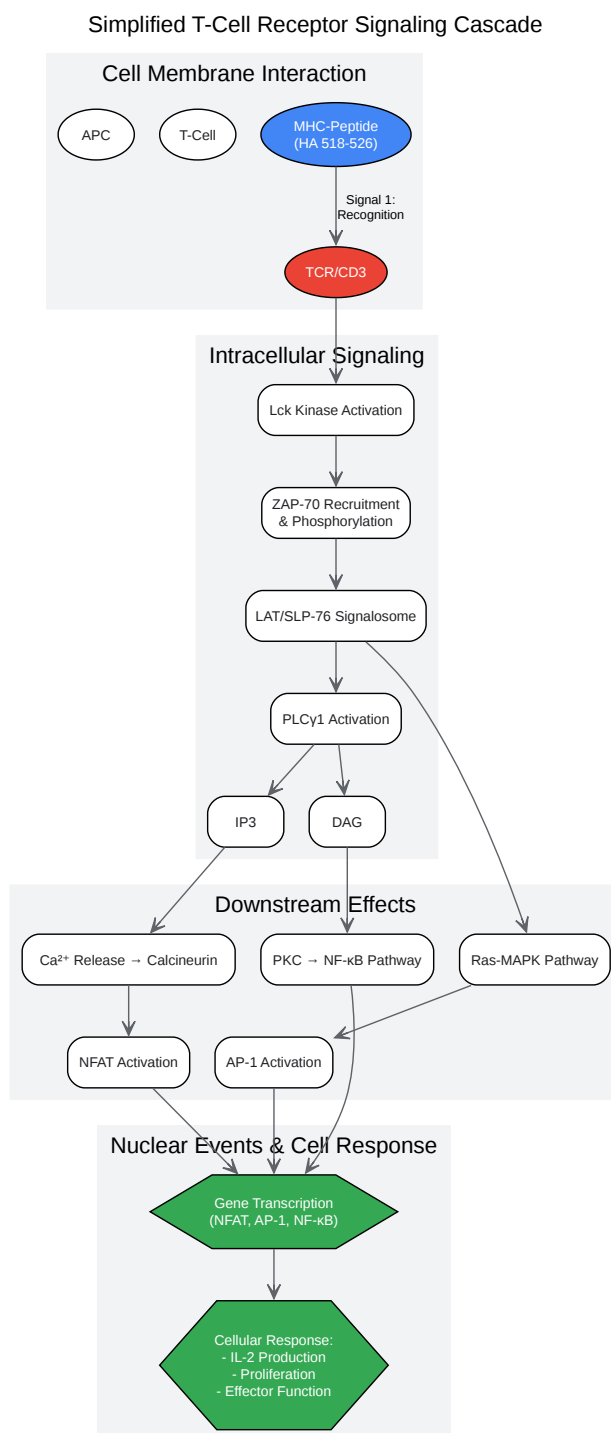 Simplified T-Cell Receptor Signaling Cascade
Cell Membrane Interaction
APC
T-Cell
MHC-Peptide
(HA 518-526)
Signal 1:
Recognition
TCR/CD3
Intracellular Signaling
Lck Kinase Activation
ZAP-70 Recruitment
& Phosphorylation
LAT/SLP-76 Signalosome
PLCγ1 Activation
IP3
DAG
Downstream Effects
Ca²⁺ Release → Calcineurin
PKC → NF-κB Pathway
Ras-MAPK Pathway
NFAT Activation
AP-1 Activation
Nuclear Events & Cell Response
Gene Transcription
(NFAT, AP-1, NF-κB)
Cellular Response:
- IL-2 Production
- Proliferation
- Effector Function